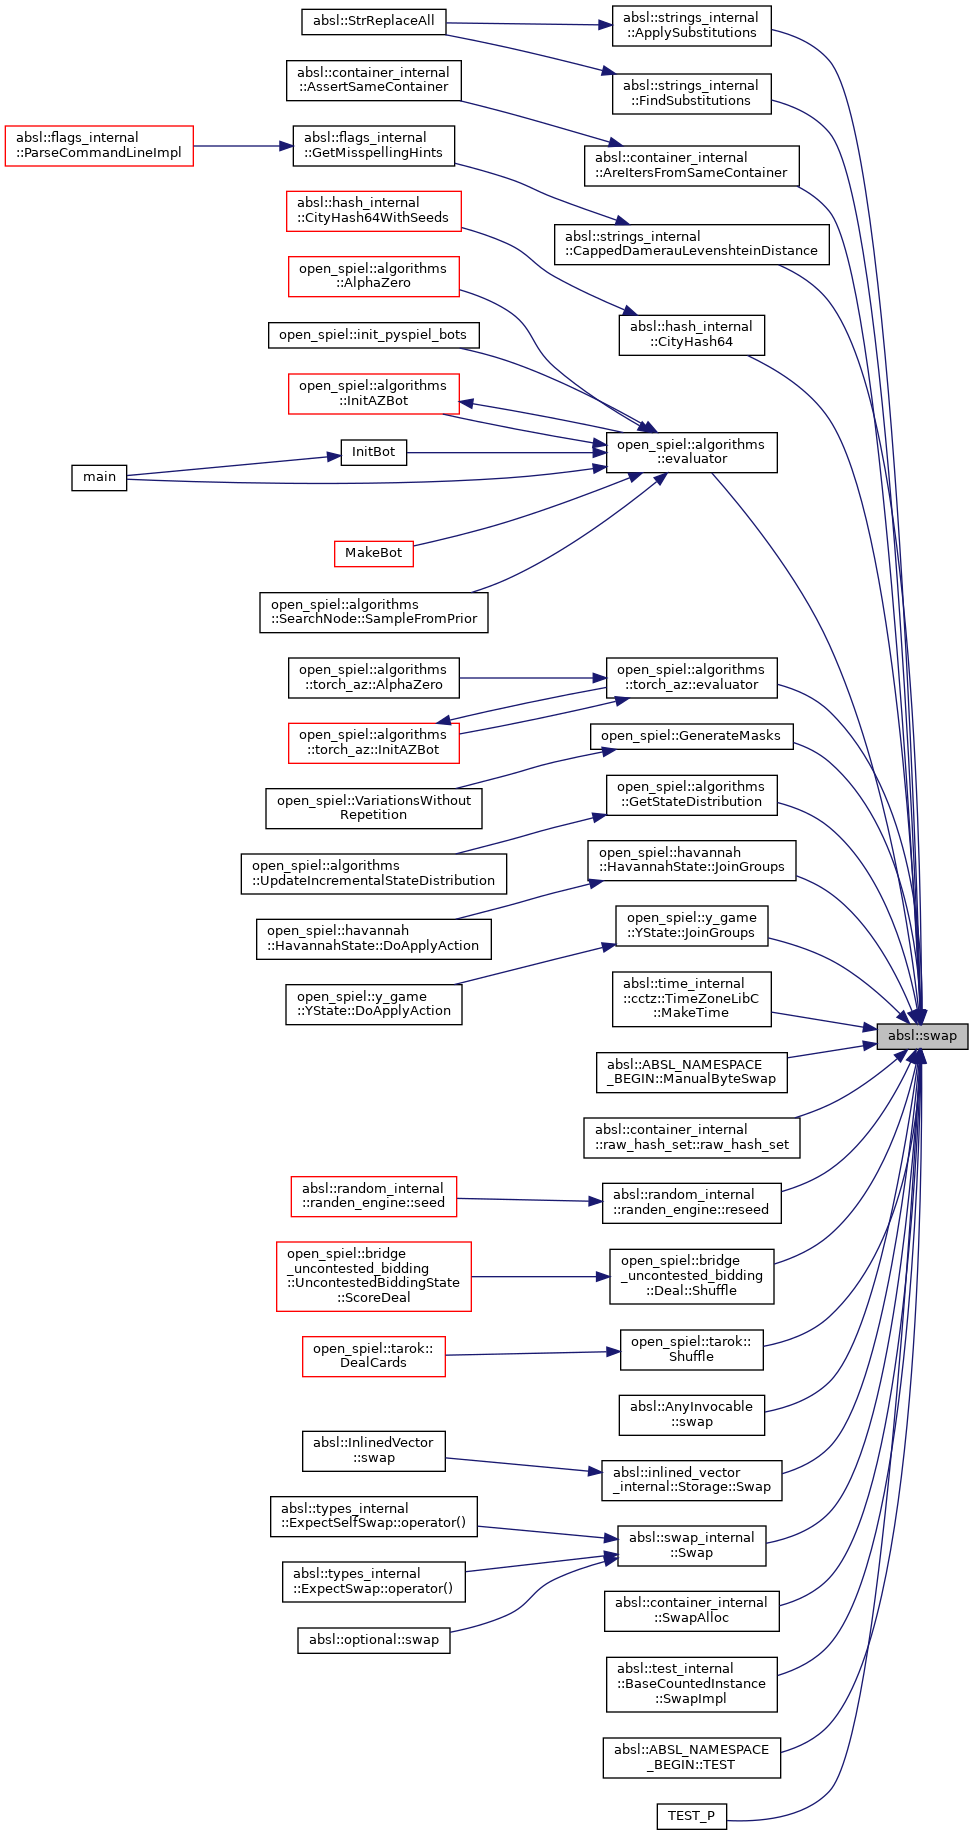 absl::StrReplaceAll
absl::strings_internal
::ApplySubstitutions
absl::container_internal
::AssertSameContainer
absl::strings_internal
::FindSubstitutions
absl::flags_internal
::ParseCommandLineImpl
absl::flags_internal
::GetMisspellingHints
absl::container_internal
::AreItersFromSameContainer
absl::hash_internal
::CityHash64WithSeeds
absl::strings_internal
::CappedDamerauLevenshteinDistance
open_spiel::algorithms
::AlphaZero
absl::hash_internal
::CityHash64
open_spiel::init_pyspiel_bots
open_spiel::algorithms
::InitAZBot
open_spiel::algorithms
::evaluator
InitBot
main
MakeBot
open_spiel::algorithms
::SearchNode::SampleFromPrior
open_spiel::algorithms
::torch_az::AlphaZero
open_spiel::algorithms
::torch_az::evaluator
open_spiel::algorithms
::torch_az::InitAZBot
open_spiel::GenerateMasks
open_spiel::VariationsWithout
Repetition
open_spiel::algorithms
::GetStateDistribution
open_spiel::algorithms
::UpdateIncrementalStateDistribution
open_spiel::havannah
::HavannahState::JoinGroups
open_spiel::havannah
::HavannahState::DoApplyAction
open_spiel::y_game
::YState::JoinGroups
open_spiel::y_game
::YState::DoApplyAction
absl::time_internal
::cctz::TimeZoneLibC
::MakeTime
absl::swap
absl::ABSL_NAMESPACE
_BEGIN::ManualByteSwap
absl::container_internal
::raw_hash_set::raw_hash_set
absl::random_internal
::randen_engine::seed
absl::random_internal
::randen_engine::reseed
open_spiel::bridge
_uncontested_bidding
::UncontestedBiddingState
::ScoreDeal
open_spiel::bridge
_uncontested_bidding
::Deal::Shuffle
open_spiel::tarok::
DealCards
open_spiel::tarok::
Shuffle
absl::AnyInvocable
::swap
absl::InlinedVector
::swap
absl::inlined_vector
_internal::Storage::Swap
absl::types_internal
::ExpectSelfSwap::operator()
absl::swap_internal
::Swap
absl::types_internal
::ExpectSwap::operator()
absl::container_internal
::SwapAlloc
absl::optional::swap
absl::test_internal
::BaseCountedInstance
::SwapImpl
absl::ABSL_NAMESPACE
_BEGIN::TEST
TEST_P